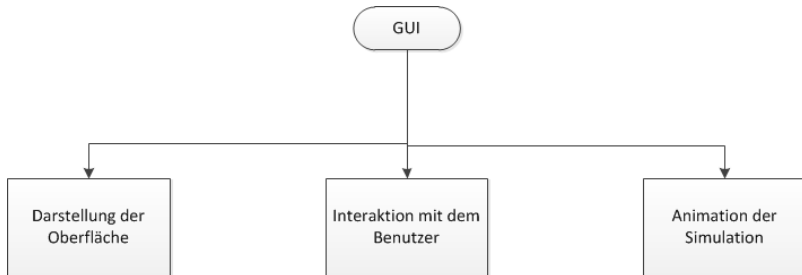 GUI
Darstellung der
Oberfläche
Interaktion mit dem
Benutzer
Animation der
Simulation